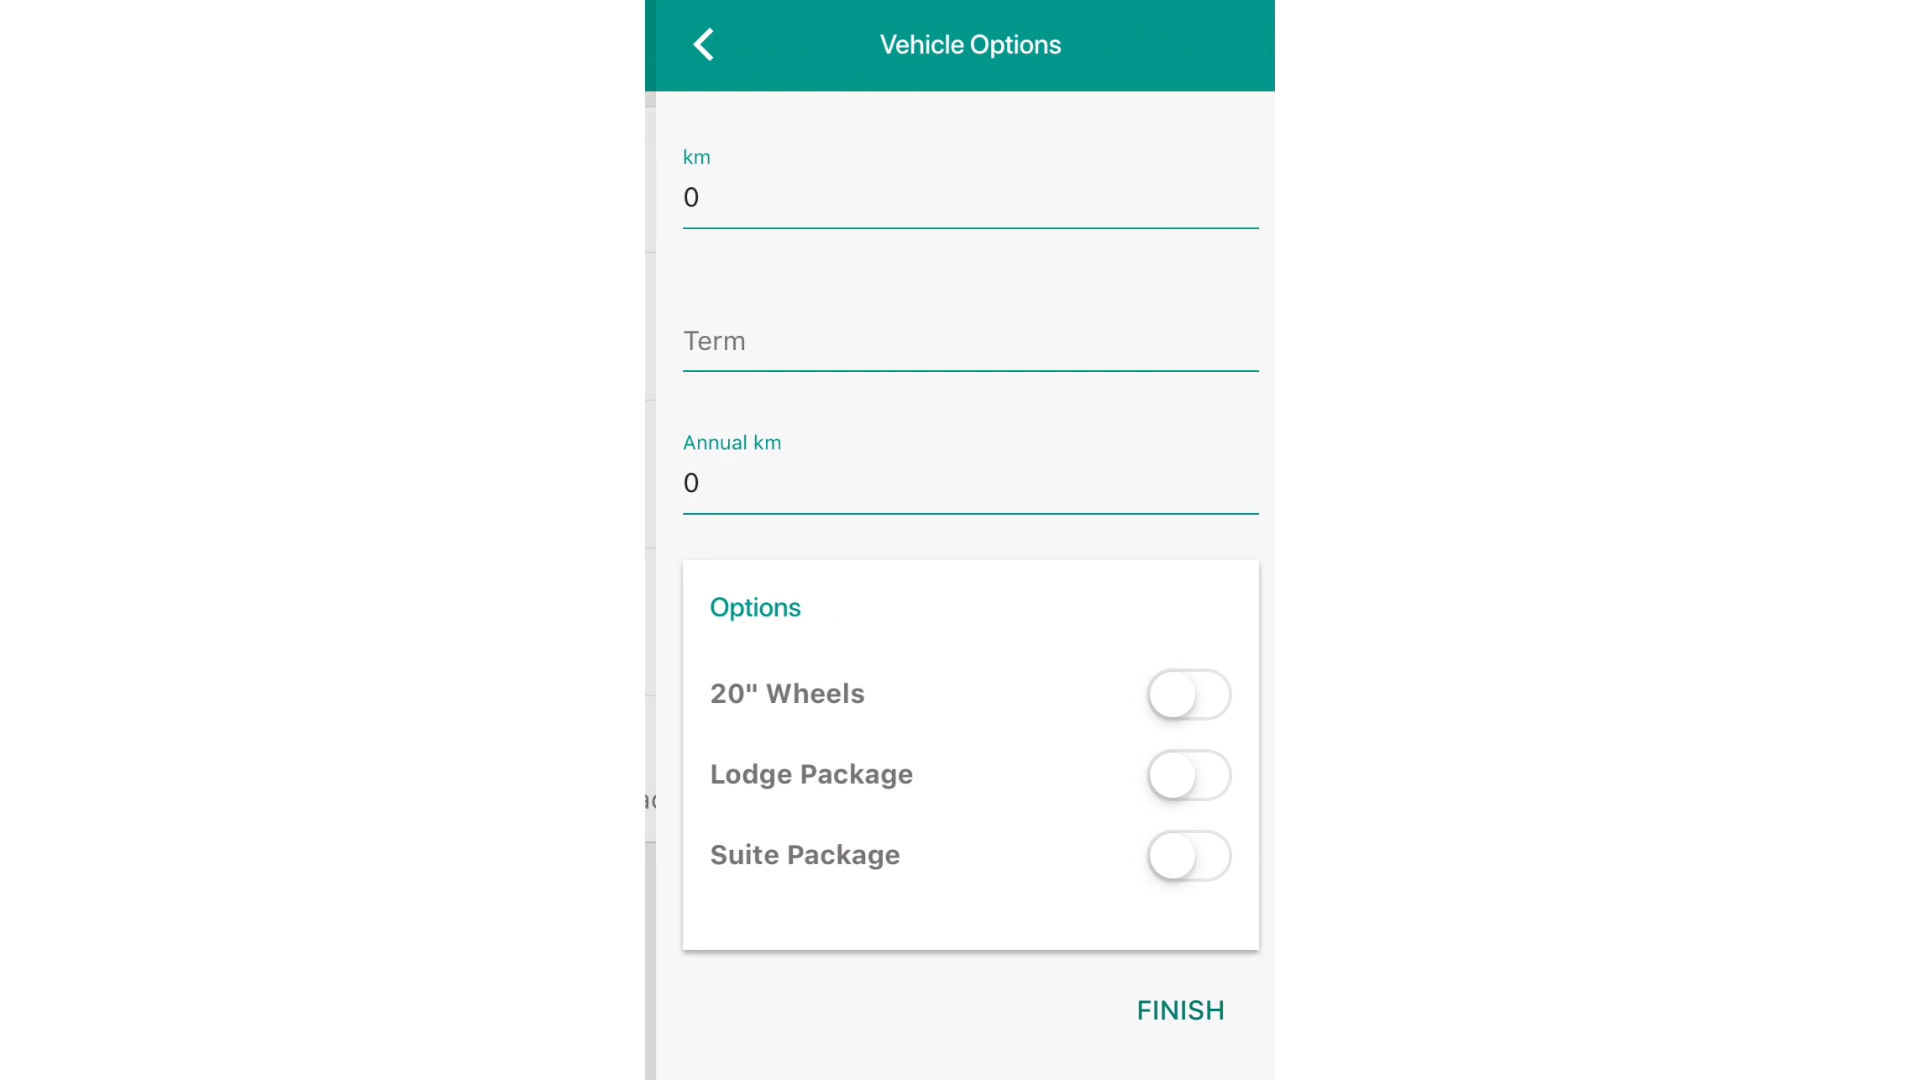 Vehicle Options
km
0
Term
Annual km
0
Options
20" Wheels
Lodge Package
Suite Package
FINISH